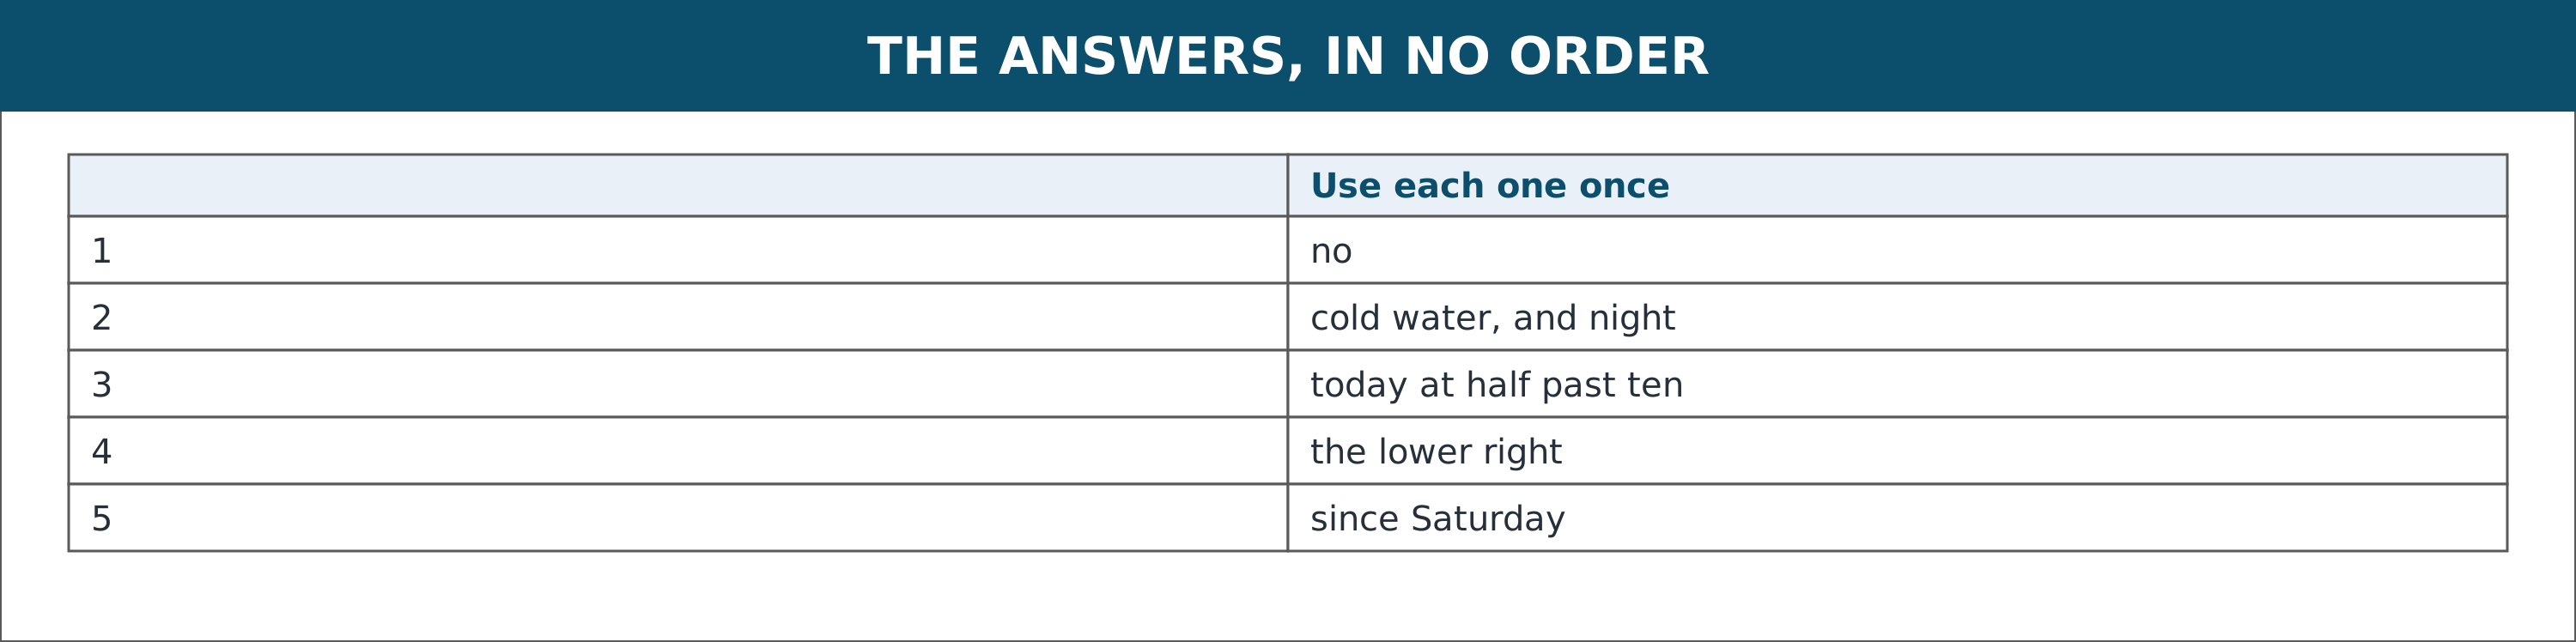 THE ANSWERS, IN NO ORDER
Use each one once
1 no
2 cold water, and night
3 today at half past ten
4 the lower right
5 since Saturday